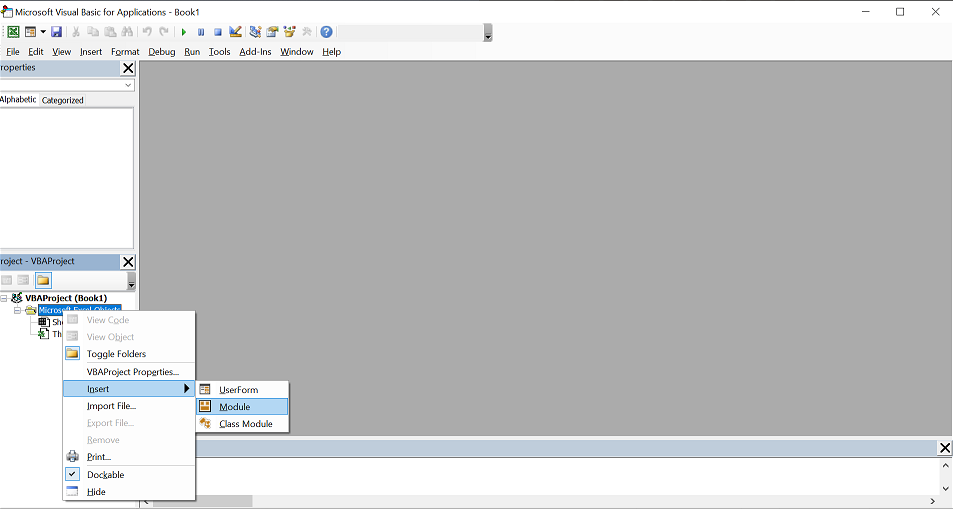 Microsoft Visual Basic for Applications - Book1
File Edit View Insert Format Debug Run Tools Add-Ins Window Help
roperties
Alphabetic Categorized
roject - VBAProject
VBAProject (Book1)
Microsoft Excel Objects
She
Th
View Code
View Object
Toggle Folders
VBAProject Properties...
Insert
UserForm
Module
Class Module
Import File...
Export File...
Remove
Print...
Dockable
Hide